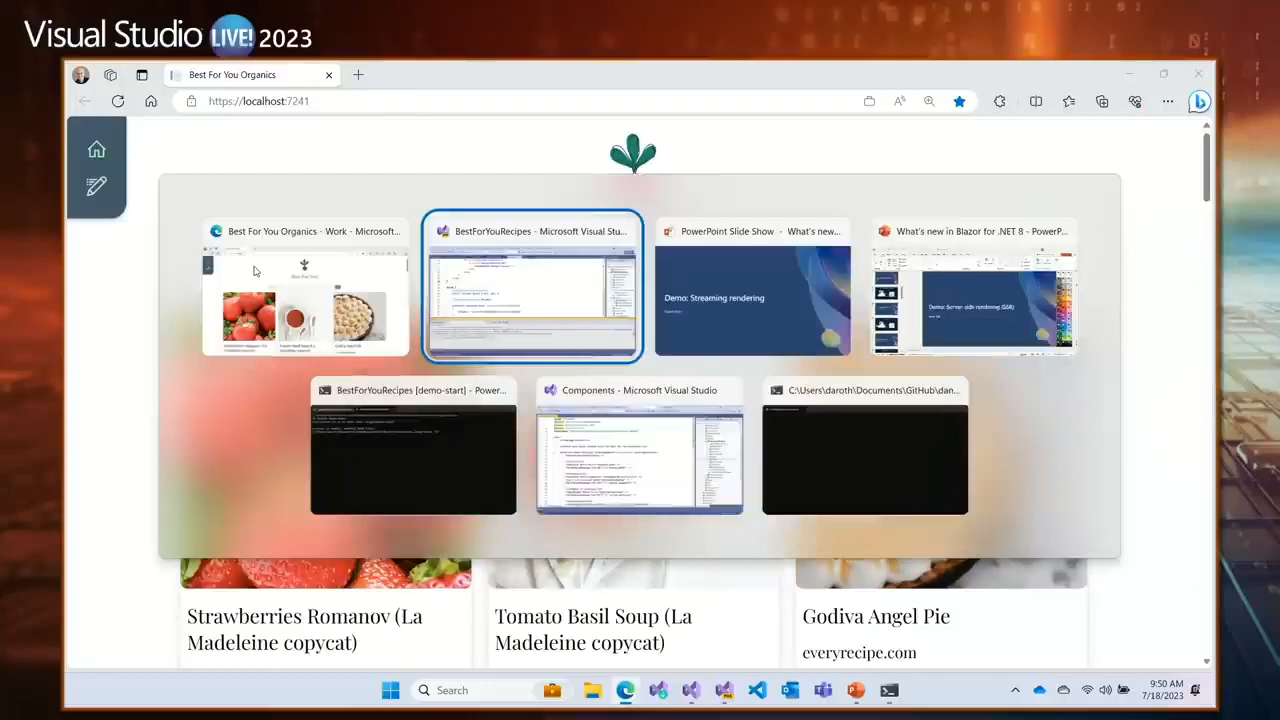 Visual Studio LIVE! 2023
Best For You Organics
https://localhost:7241
Best For You Organics - Work - Microsoft...
BestForYouRecipes - Microsoft Visual Stu...
PowerPoint Slide Show - What's new...
What's new in Blazor for .NET 8 - PowerP...
Demo: Streaming rendering
Demo: Server side rendering (SSR)
BestForYouRecipes [demo-start] - Power...
Components - Microsoft Visual Studio
C:\Users\daroth\Documents\GitHub\dan...
Strawberries Romanov (La
Madeleine copycat)
Tomato Basil Soup (La
Madeleine copycat)
Godiva Angel Pie
everyrecipe.com
Search
9:50 AM
7/18/2023